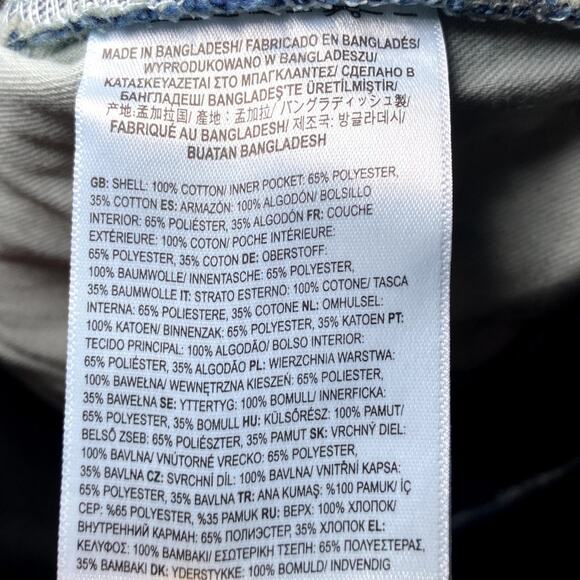 MADE IN BANGLADESH/ FABRICADO EN BANGLADÉS/
WYPRODUKOWANO W BANGLADESZU/
ΚΑΤΑΣΚΕΥΑΖΕΤΑΙ ΣΤΟ ΜΠΑΓΚΛΑΝΤΕΣ/ СДЕЛАНО В
БАНГЛАДЕШ/ BANGLADEŞ'TE ÜRETİLMİŞTİR/
产地:孟加拉国/ 產地:孟加拉/ バングラディッシュ製/
FABRIQUÉ AU BANGLADESH/ 제조국: 방글라데시/
BUATAN BANGLADESH
GB: SHELL: 100% COTTON/ INNER POCKET: 65% POLYESTER,
35% COTTON ES: ARMAZÓN: 100% ALGODÓN/ BOLSILLO
INTERIOR: 65% POLIÉSTER, 35% ALGODÓN FR: COUCHE
EXTÉRIEURE: 100% COTON/ POCHE INTÉRIEURE:
65% POLYESTER, 35% COTON DE: OBERSTOFF:
100% BAUMWOLLE/ INNENTASCHE: 65% POLYESTER,
35% BAUMWOLLE IT: STRATO ESTERNO: 100% COTONE/ TASCA
INTERNA: 65% POLIESTERE, 35% COTONE NL: OMHULSEL:
100% KATOEN/ BINNENZAK: 65% POLYESTER, 35% KATOEN PT:
TECIDO PRINCIPAL: 100% ALGODÃO/ BOLSO INTERIOR:
65% POLIÉSTER, 35% ALGODÃO PL: WIERZCHNIA WARSTWA:
100% BAWEŁNA/ WEWNĘTRZNA KIESZEŃ: 65% POLIESTER,
35% BAWEŁNA SE: YTTERTYG: 100% BOMULL/ INNERFICKA:
65% POLYESTER, 35% BOMULL HU: KÜLSŐRÉSZ: 100% PAMUT/
BELSŐ ZSEB: 65% POLIÉSZTER, 35% PAMUT SK: VRCHNÝ DIEL:
100% BAVLNA/ VNÚTORNÉ VRECKO: 65% POLYESTER,
35% BAVLNA CZ: SVRCHNÍ DÍL: 100% BAVLNA/ VNITŘNÍ KAPSA:
65% POLYESTER, 35% BAVLNA TR: ANA KUMAŞ: %100 PAMUK/ İÇ
CEP: %65 POLYESTER, %35 PAMUK RU: ВЕРХ: 100% ХЛОПОК/
ВНУТРЕННИЙ КАРМАН: 65% ПОЛИЭСТЕР, 35% ХЛОПОК EL:
ΚΕΛΥΦΟΣ: 100% ΒΑΜΒΑΚΙ/ ΕΣΩΤΕΡΙΚΗ ΤΣΕΠΗ: 65% ΠΟΛΥΕΣΤΕΡΑΣ,
35% ΒΑΜΒΑΚΙ DK: YDERSTYKKE: 100% BOMULD/ INDVENDIG